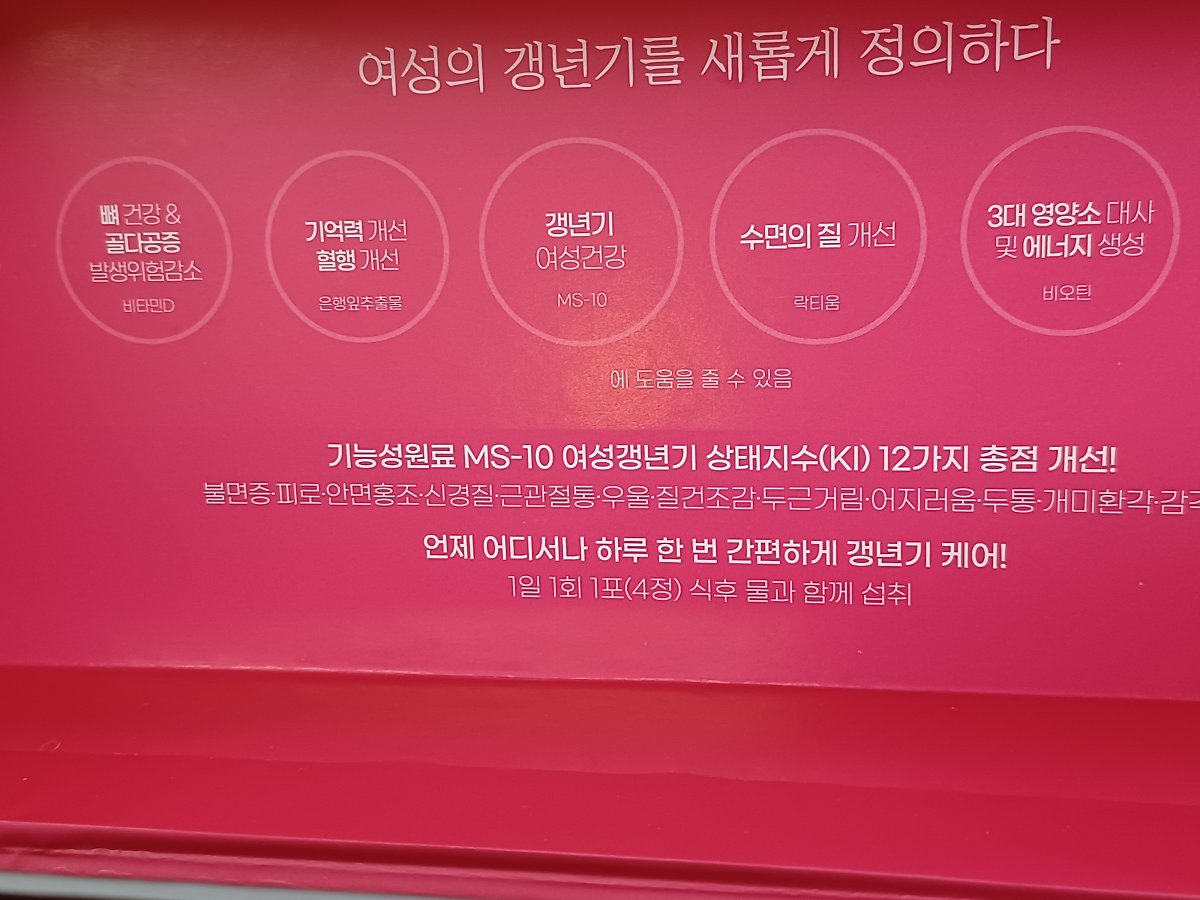 여성의 갱년기를 새롭게 정의하다
뼈 건강 &
골다공증
발생위험감소
비타민D
기억력 개선
혈행 개선
은행잎추출물
갱년기
여성건강
MS-10
수면의 질 개선
락티움
3대 영양소 대사
및 에너지 생성
비오틴
에 도움을 줄 수 있음
기능성원료 MS-10 여성갱년기 상태지수(KI) 12가지 총점 개선!
불면증·피로·안면홍조·신경질·근관절통·우울·질건조감·두근거림·어지러움·두통·개미환각·
언제 어디서나 하루 한 번 간편하게 갱년기 케어!
1일 1회 1포(4정) 식후 물과 함께 섭취